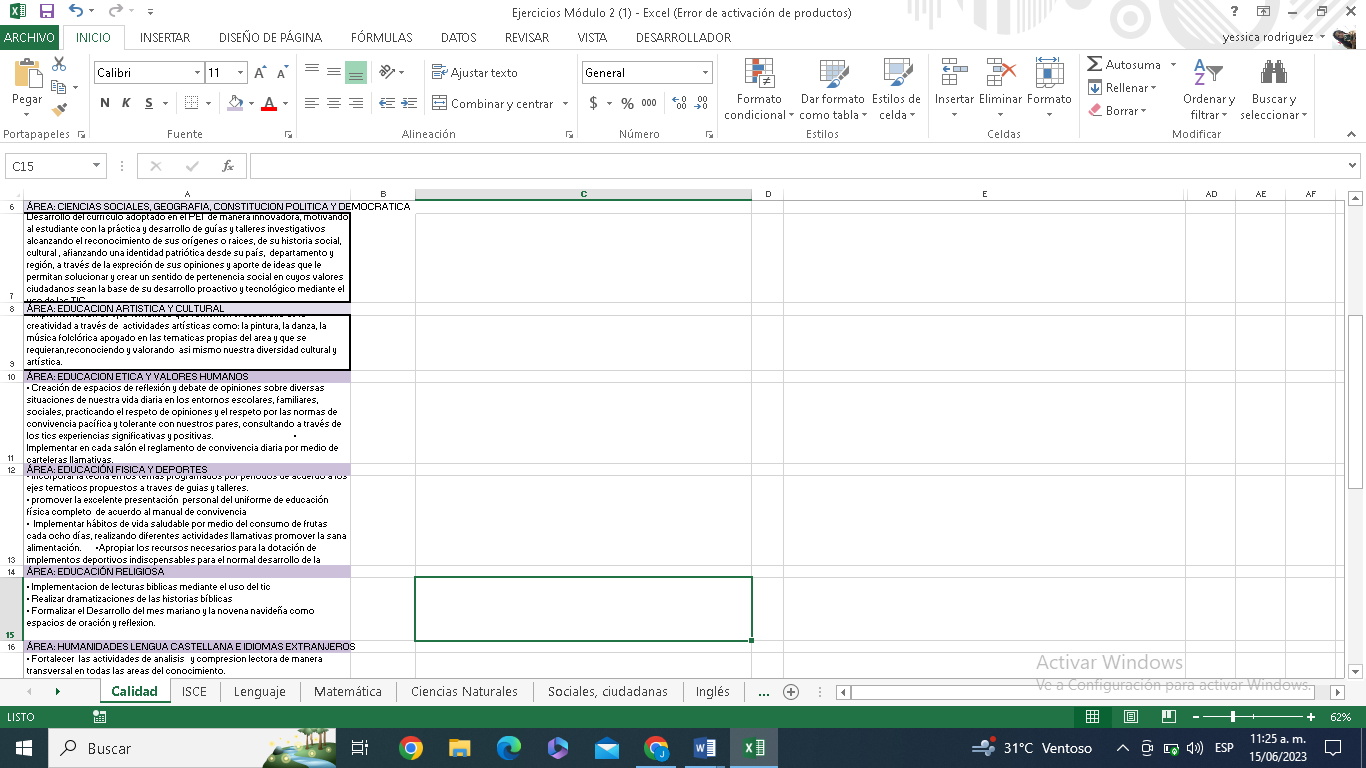 Ejercicios Módulo 2 (1) - Excel (Error de activación de productos)
ARCHIVO INICIO INSERTAR DISEÑO DE PÁGINA FÓRMULAS DATOS REVISAR VISTA DESARROLLADOR yessica rodriguez
Pegar
Calibri 11
N K S
Ajustar texto
Combinar y centrar
General
$ % 000
Formato condicional
Dar formato como tabla
Estilos de celda
Insertar Eliminar Formato
Autosuma
Rellenar
Borrar
Ordenar y filtrar
Buscar y seleccionar
Portapapeles Fuente Alineación Número Estilos Celdas Modificar
C15
fx
A B C D E AD AE AF
6 ÁREA: CIENCIAS SOCIALES, GEOGRAFIA, CONSTITUCION POLITICA Y DEMOCRATICA
Desarrollo del curriculo adoptado en el PEI de manera innovadora, motivando
al estudiante con la práctica y desarrollo de guías y talleres investigativos
alcanzando el reconocimiento de sus orígenes o raices, de su historia social,
cultural , afianzando una identidad patriótica desde su país, departamento y
región, a través de la expreción de sus opiniones y aporte de ideas que le
permitan solucionar y crear un sentido de pertenencia social en cuyos valores
ciudadanos sean la base de su desarrollo proactivo y tecnológico mediante el
7 uso de las TIC
8 ÁREA: EDUCACION ARTISTICA Y CULTURAL
creatividad a través de actividades artísticas como: la pintura, la danza, la
música folclórica apoyado en las tematicas propias del area y que se
requieran,reconociendo y valorando asi mismo nuestra diversidad cultural y
9 artística.
10 ÁREA: EDUCACION ETICA Y VALORES HUMANOS
• Creación de espacios de reflexión y debate de opiniones sobre diversas
situaciones de nuestra vida diaria en los entornos escolares, familiares,
sociales, practicando el respeto de opiniones y el respeto por las normas de
convivencia pacífica y tolerante con nuestros pares, consultando a través de
los tics experiencias significativas y positivas. •
Implementar en cada salón el reglamento de convivencia diaria por medio de
11 carteleras llamativas.
12 ÁREA: EDUCACIÓN FISICA Y DEPORTES
• Incorporar la teoria en los temas programados por periodos de acuerdo a los
ejes tematicos propuestos a traves de guias y talleres.
• promover la excelente presentación personal del uniforme de educación
física completo de acuerdo al manual de convivencia
• Implementar hábitos de vida saludable por medio del consumo de frutas
cada ocho días, realizando diferentes actividades llamativas promover la sana
alimentación. •Apropiar los recursos necesarios para la dotación de
13 implementos deportivos indiscpensables para el normal desarrollo de la
14 ÁREA: EDUCACIÓN RELIGIOSA
• Implementacion de lecturas biblicas mediante el uso del tic
• Realizar dramatizaciones de las historias bíblicas
• Formalizar el Desarrollo del mes mariano y la novena navideña como
espacios de oración y reflexion.
15
16 ÁREA: HUMANIDADES LENGUA CASTELLANA E IDIOMAS EXTRANJEROS
• Fortalecer las actividades de analisis y compresion lectora de manera
transversal en todas las areas del conocimiento.
Activar Windows
Ve a Configuración para activar Windows.
Calidad ISCE Lenguaje Matemática Ciencias Naturales Sociales, ciudadanas Inglés ...
LISTO 62%
Buscar
31°C Ventoso ESP 11:25 a. m.
15/06/2023